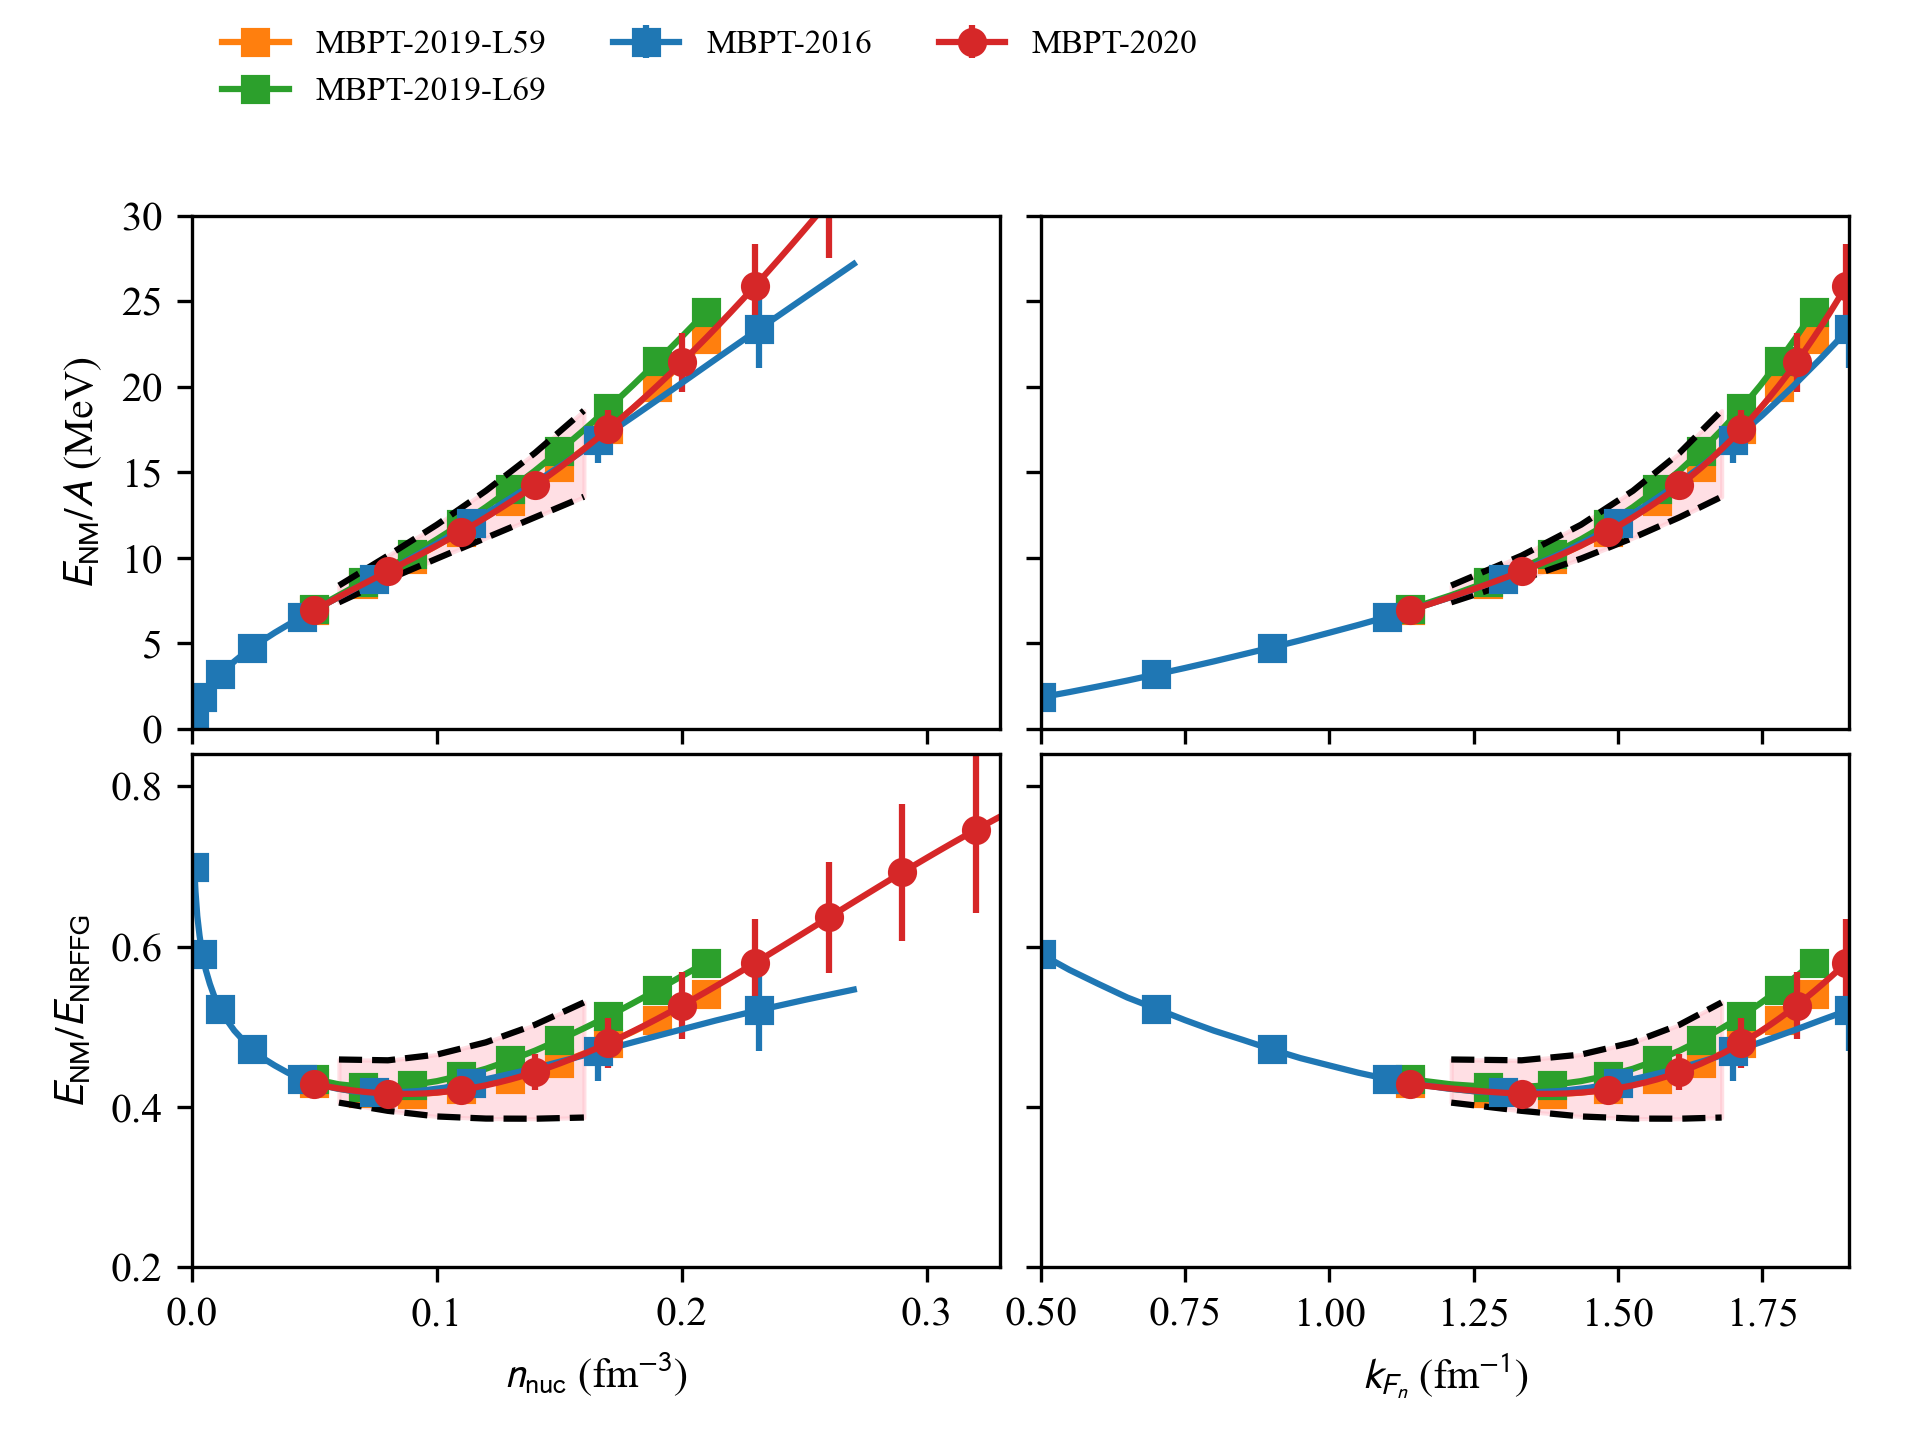 MBPT-2019-L59 MBPT-2016 MBPT-2020
MBPT-2019-L69
30
25
20
15
10
5
0
E_NM/A (MeV)
0.8
0.6
0.4
0.2
E_NM/E_NRFFG
0.0 0.1 0.2 0.3
0.50 0.75 1.00 1.25 1.50 1.75
n_nuc (fm⁻³)
k_Fₙ (fm⁻¹)